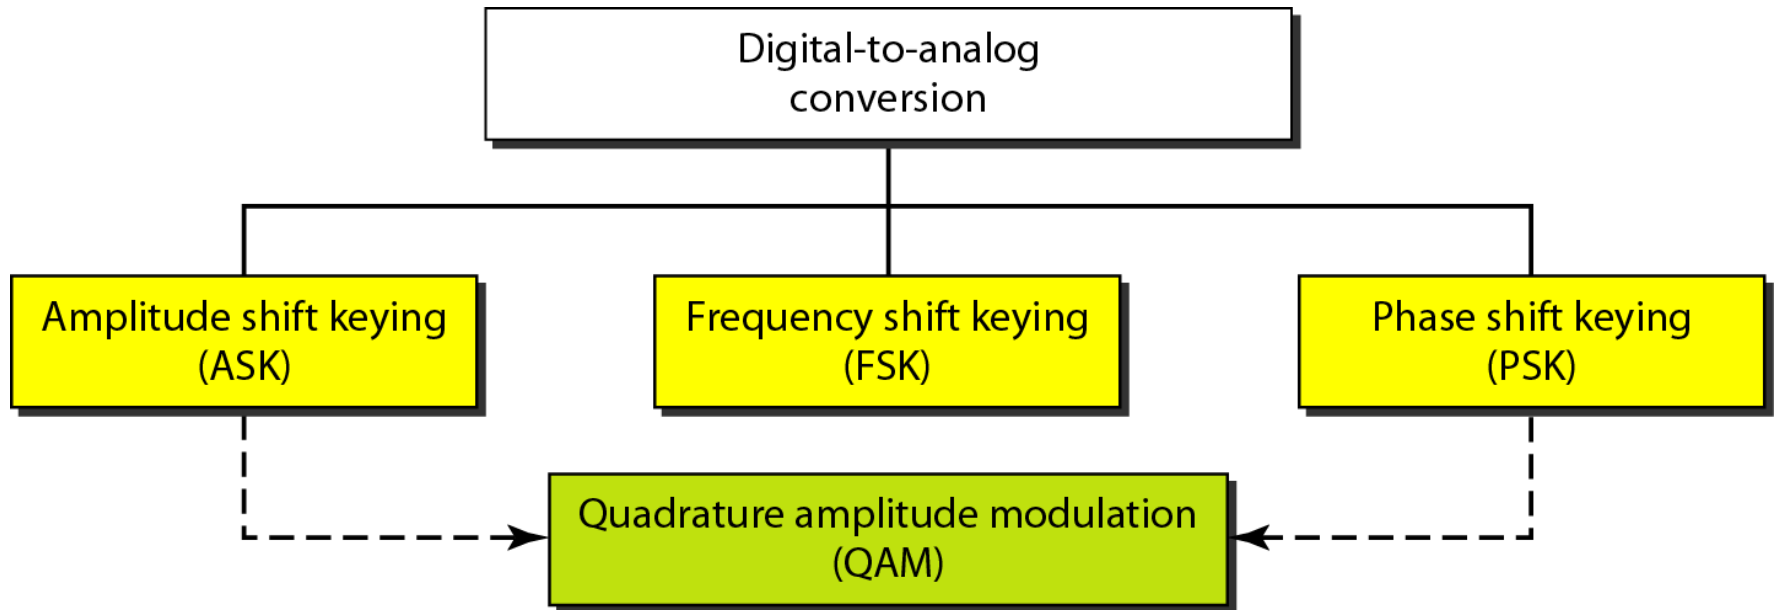 Digital-to-analog
conversion
Amplitude shift keying
(ASK)
Frequency shift keying
(FSK)
Phase shift keying
(PSK)
Quadrature amplitude modulation
(QAM)